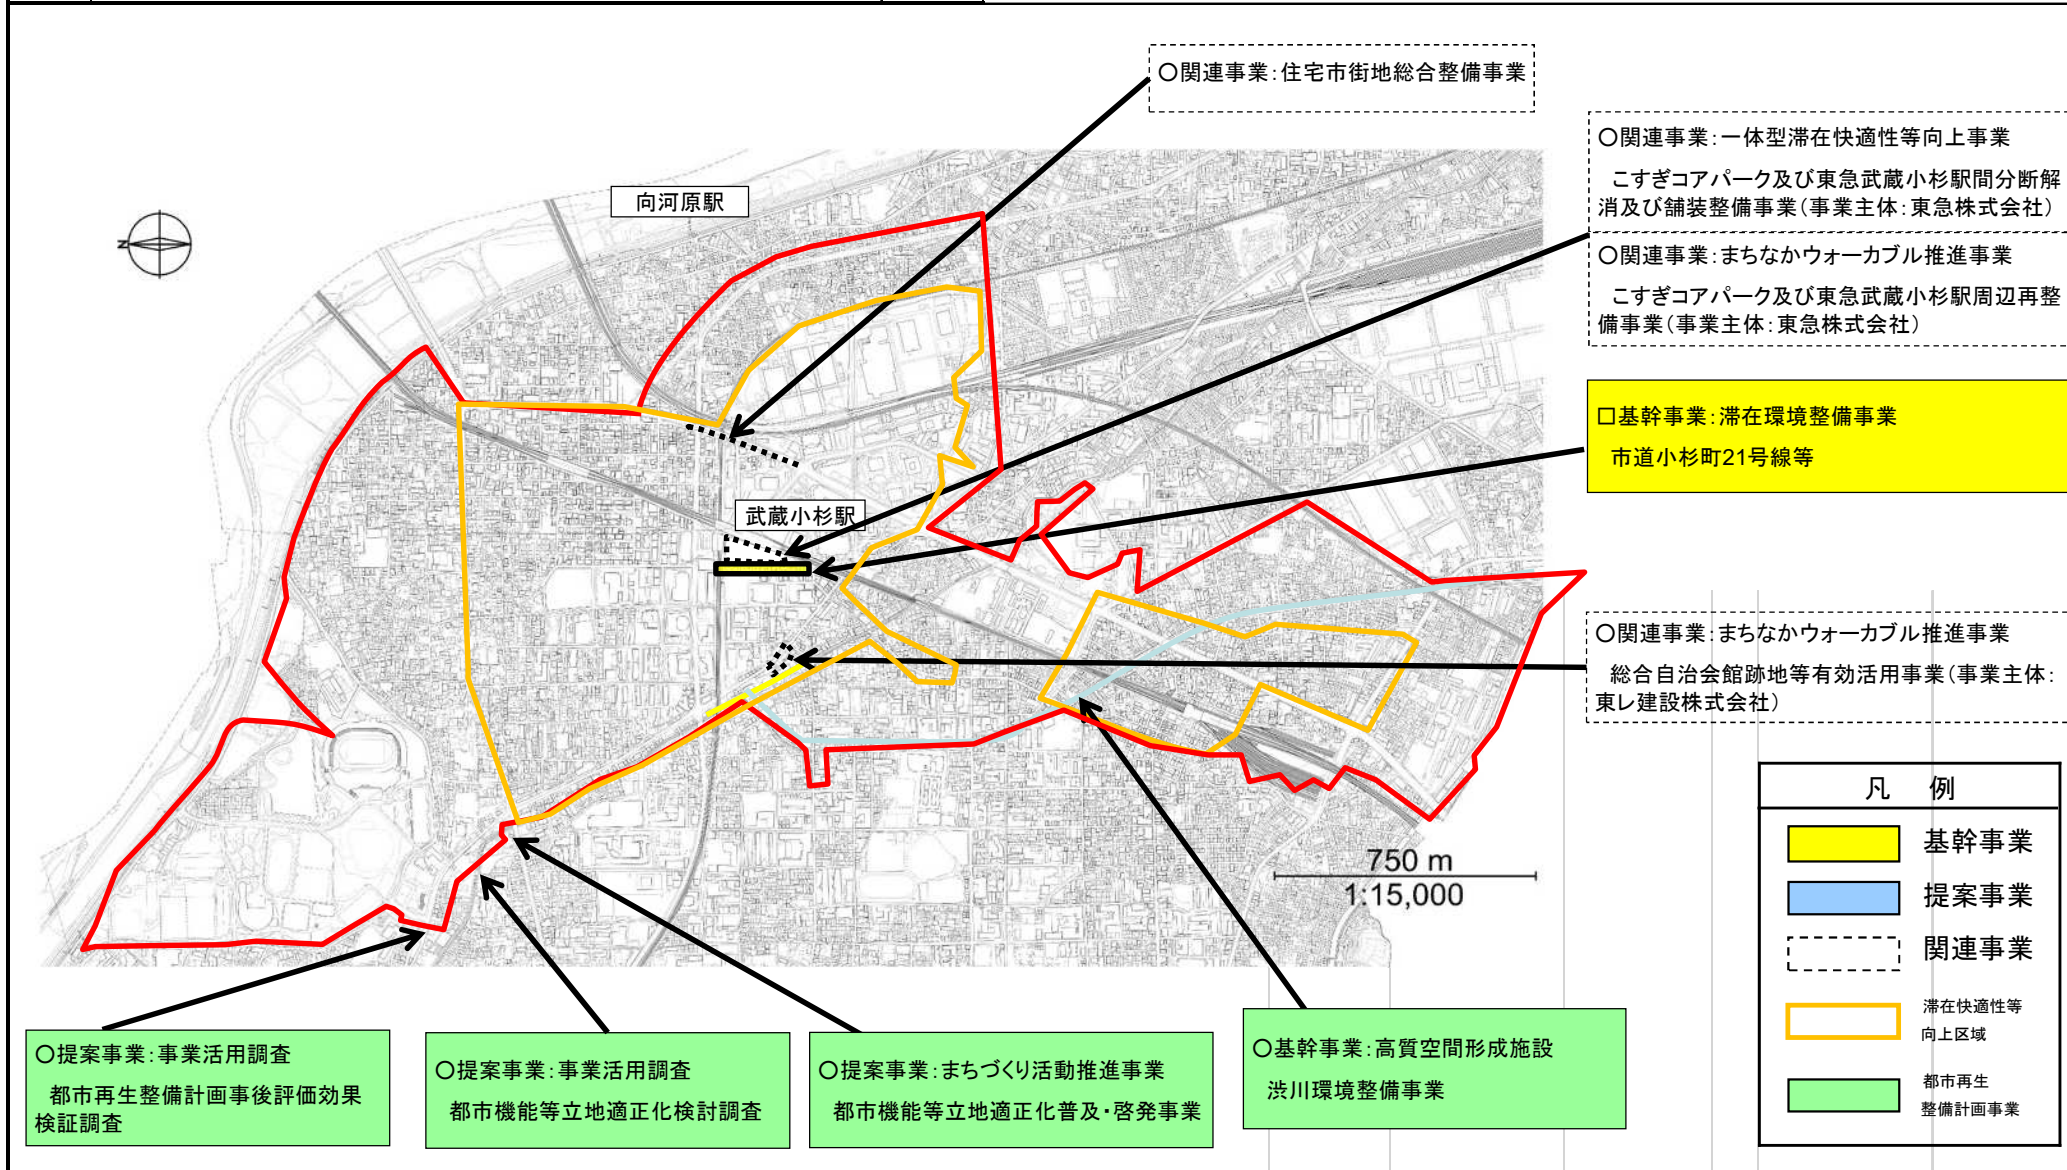 〇関連事業：住宅市街地総合整備事業
〇関連事業：一体型滞在快適性等向上事業
こすぎコアパーク及び東急武蔵小杉駅間分断解
消及び舗装整備事業（事業主体：東急株式会社）
〇関連事業：まちなかウォーカブル推進事業
こすぎコアパーク及び東急武蔵小杉駅周辺再整
備事業（事業主体：東急株式会社）
向河原駅
N
□基幹事業：滞在環境整備事業
市道小杉町21号線等
武蔵小杉駅
〇関連事業：まちなかウォーカブル推進事業
総合自治会館跡地等有効活用事業（事業主体：
東レ建設株式会社）
750 m
1:15,000
凡 例
基幹事業
提案事業
関連事業
滞在快適性等
向上区域
都市再生
整備計画事業
〇提案事業：事業活用調査
都市再生整備計画事後評価効果
検証調査
〇提案事業：事業活用調査
都市機能等立地適正化検討調査
〇提案事業：まちづくり活動推進事業
都市機能等立地適正化普及・啓発事業
〇基幹事業：高質空間形成施設
渋川環境整備事業